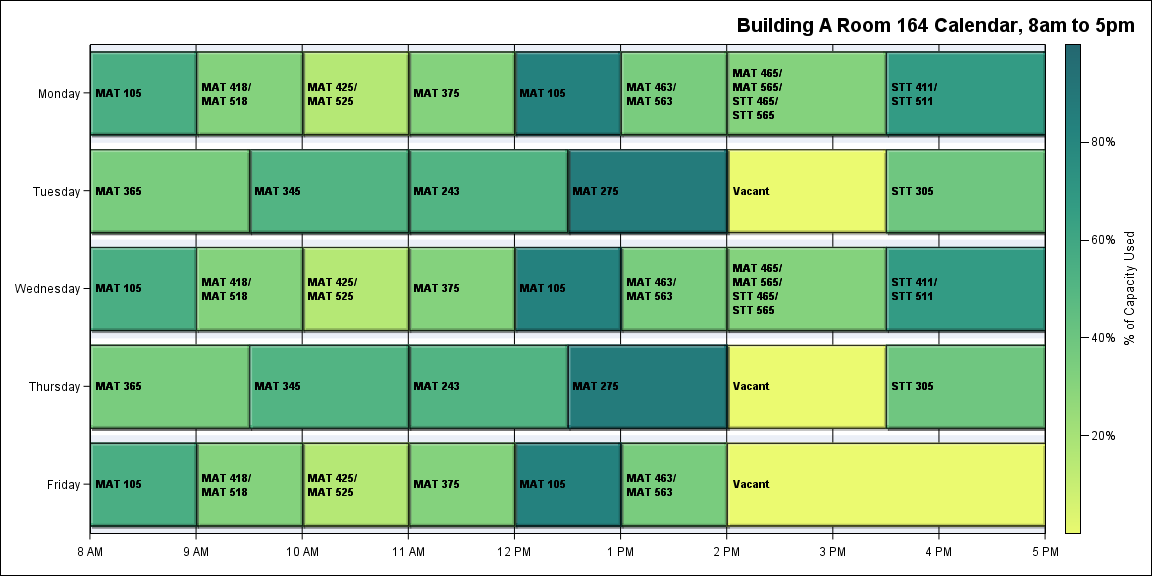 Building A Room 164 Calendar, 8am to 5pm
Monday
MAT 105
MAT 418/
MAT 518
MAT 425/
MAT 525
MAT 375
MAT 105
MAT 463/
MAT 563
MAT 465/
MAT 565/
STT 465/
STT 565
STT 411/
STT 511
Tuesday
MAT 365
MAT 345
MAT 243
MAT 275
Vacant
STT 305
Wednesday
MAT 105
MAT 418/
MAT 518
MAT 425/
MAT 525
MAT 375
MAT 105
MAT 463/
MAT 563
MAT 465/
MAT 565/
STT 465/
STT 565
STT 411/
STT 511
Thursday
MAT 365
MAT 345
MAT 243
MAT 275
Vacant
STT 305
Friday
MAT 105
MAT 418/
MAT 518
MAT 425/
MAT 525
MAT 375
MAT 105
MAT 463/
MAT 563
Vacant
8 AM
9 AM
10 AM
11 AM
12 PM
1 PM
2 PM
3 PM
4 PM
5 PM
80%
60%
40%
20%
% of Capacity Used